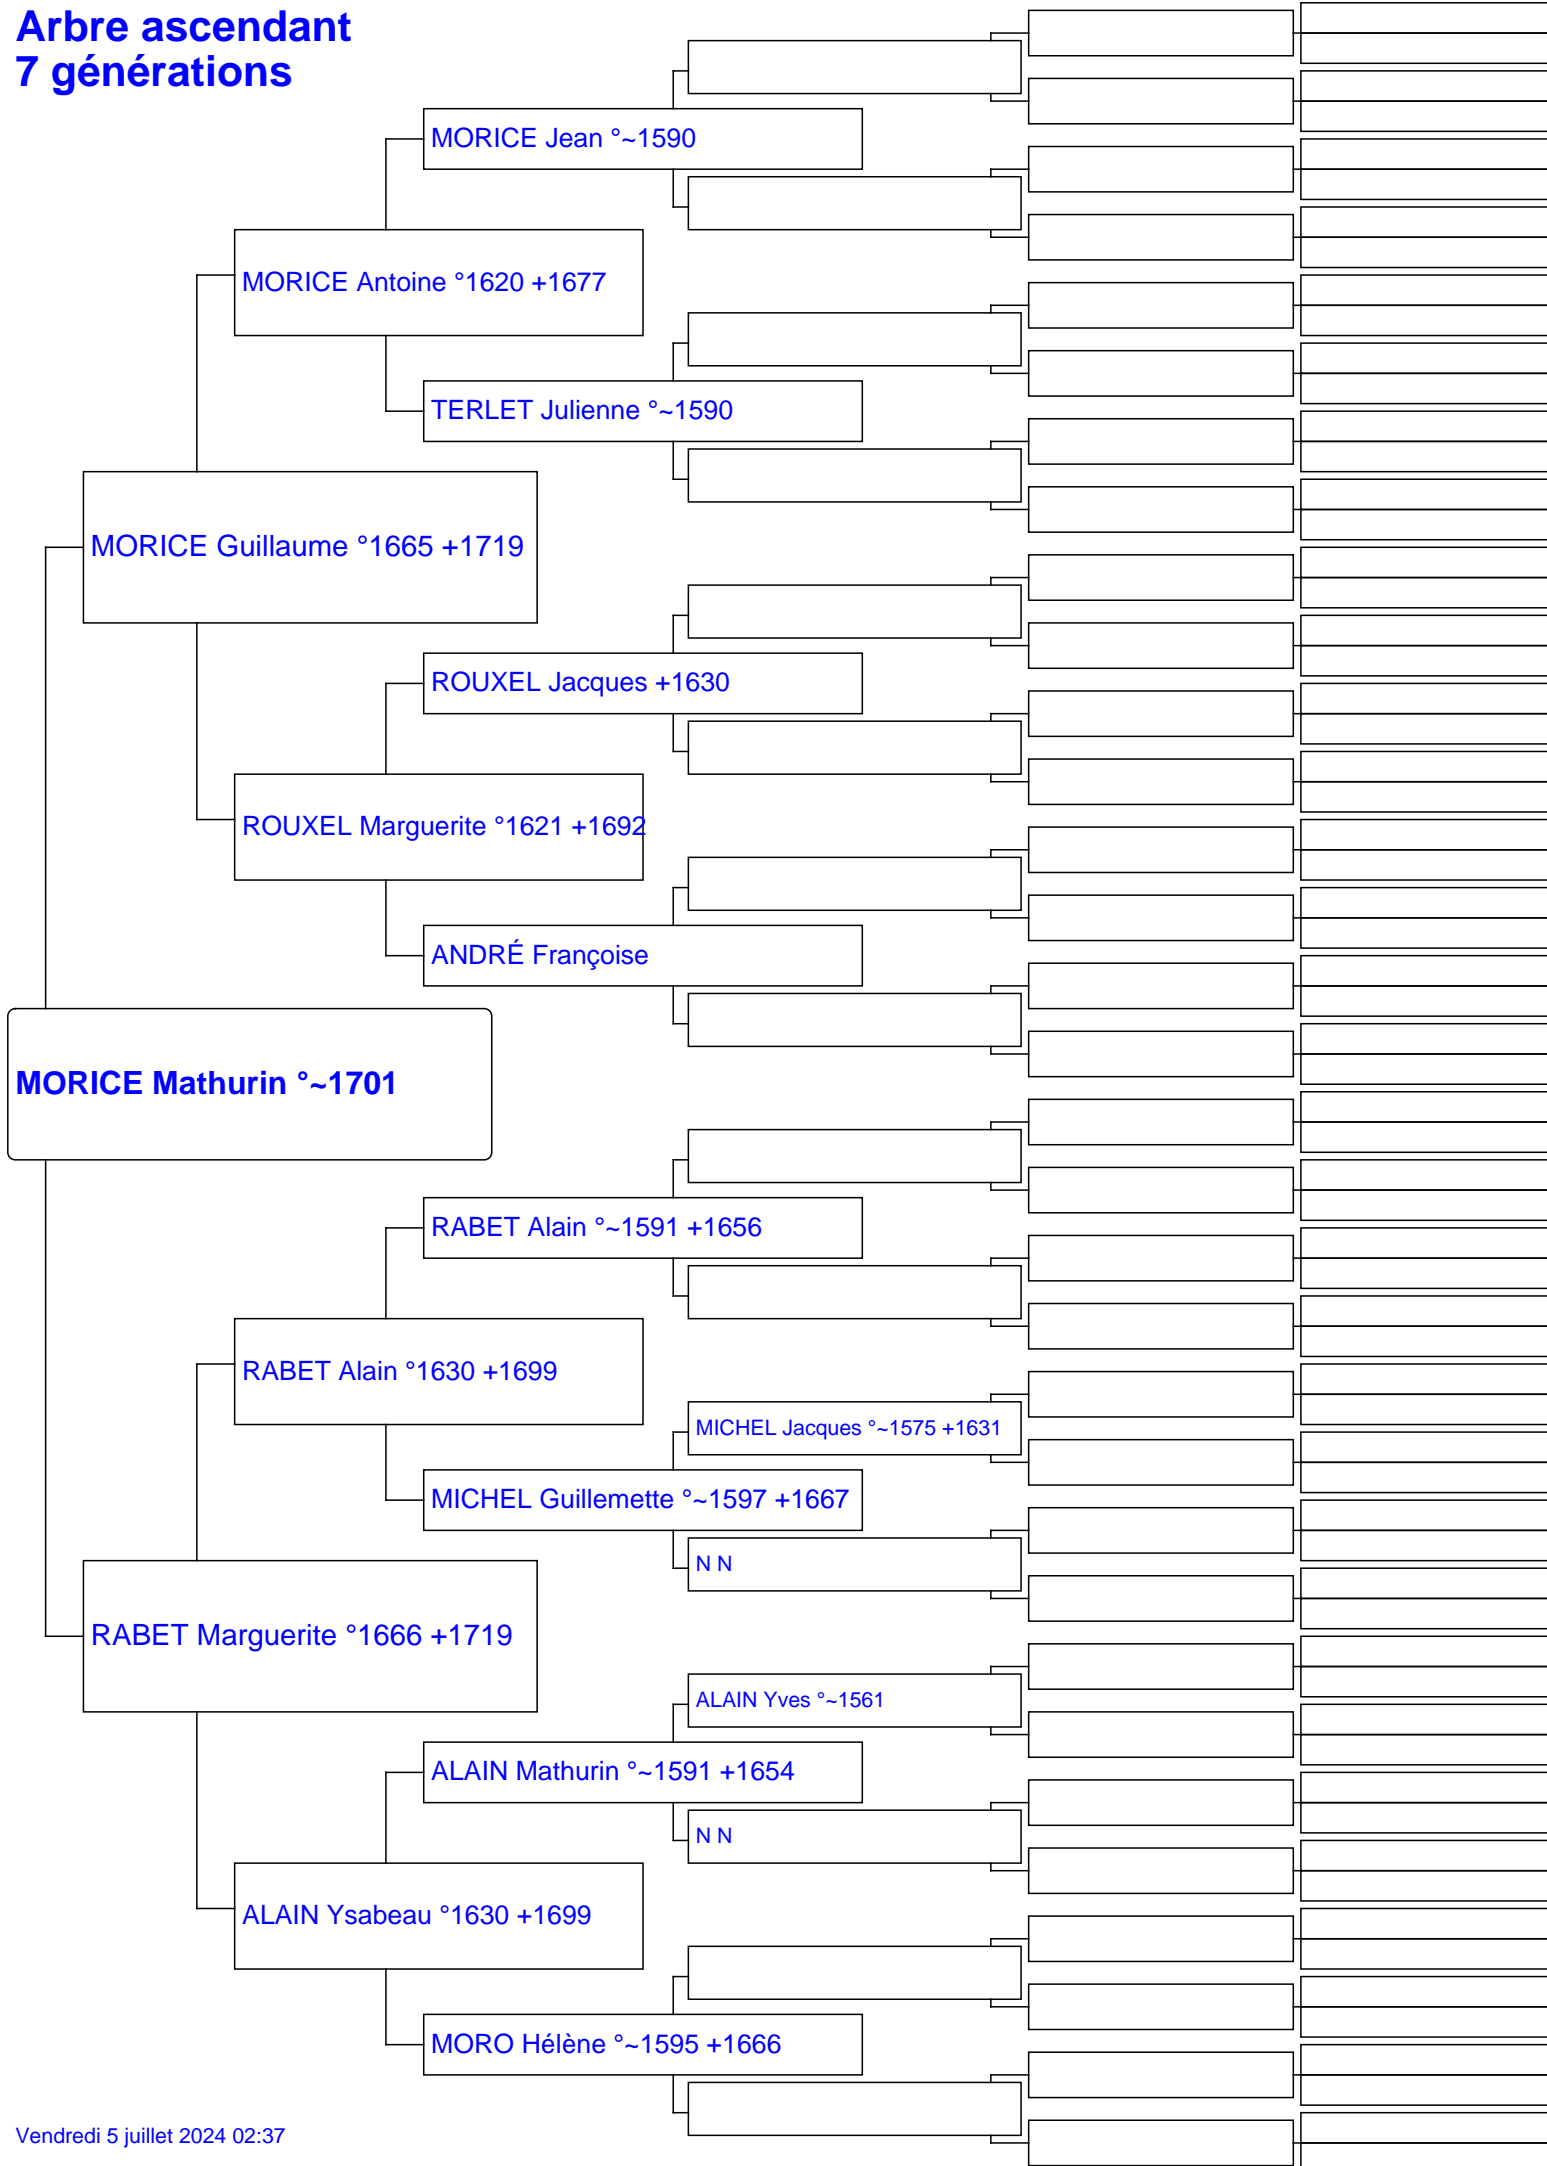 Arbre ascendant
7 générations
MORICE Jean °~1590
MORICE Antoine °1620 +1677
TERLET Julienne °~1590
MORICE Guillaume °1665 +1719
ROUXEL Jacques +1630
ROUXEL Marguerite °1621 +1692
ANDRÉ Françoise
MORICE Mathurin °~1701
RABET Alain °~1591 +1656
RABET Alain °1630 +1699
MICHEL Jacques °~1575 +1631
MICHEL Guillemette °~1597 +1667
N N
RABET Marguerite °1666 +1719
ALAIN Yves °~1561
ALAIN Mathurin °~1591 +1654
N N
ALAIN Ysabeau °1630 +1699
MORO Hélène °~1595 +1666
Vendredi 5 juillet 2024 02:37